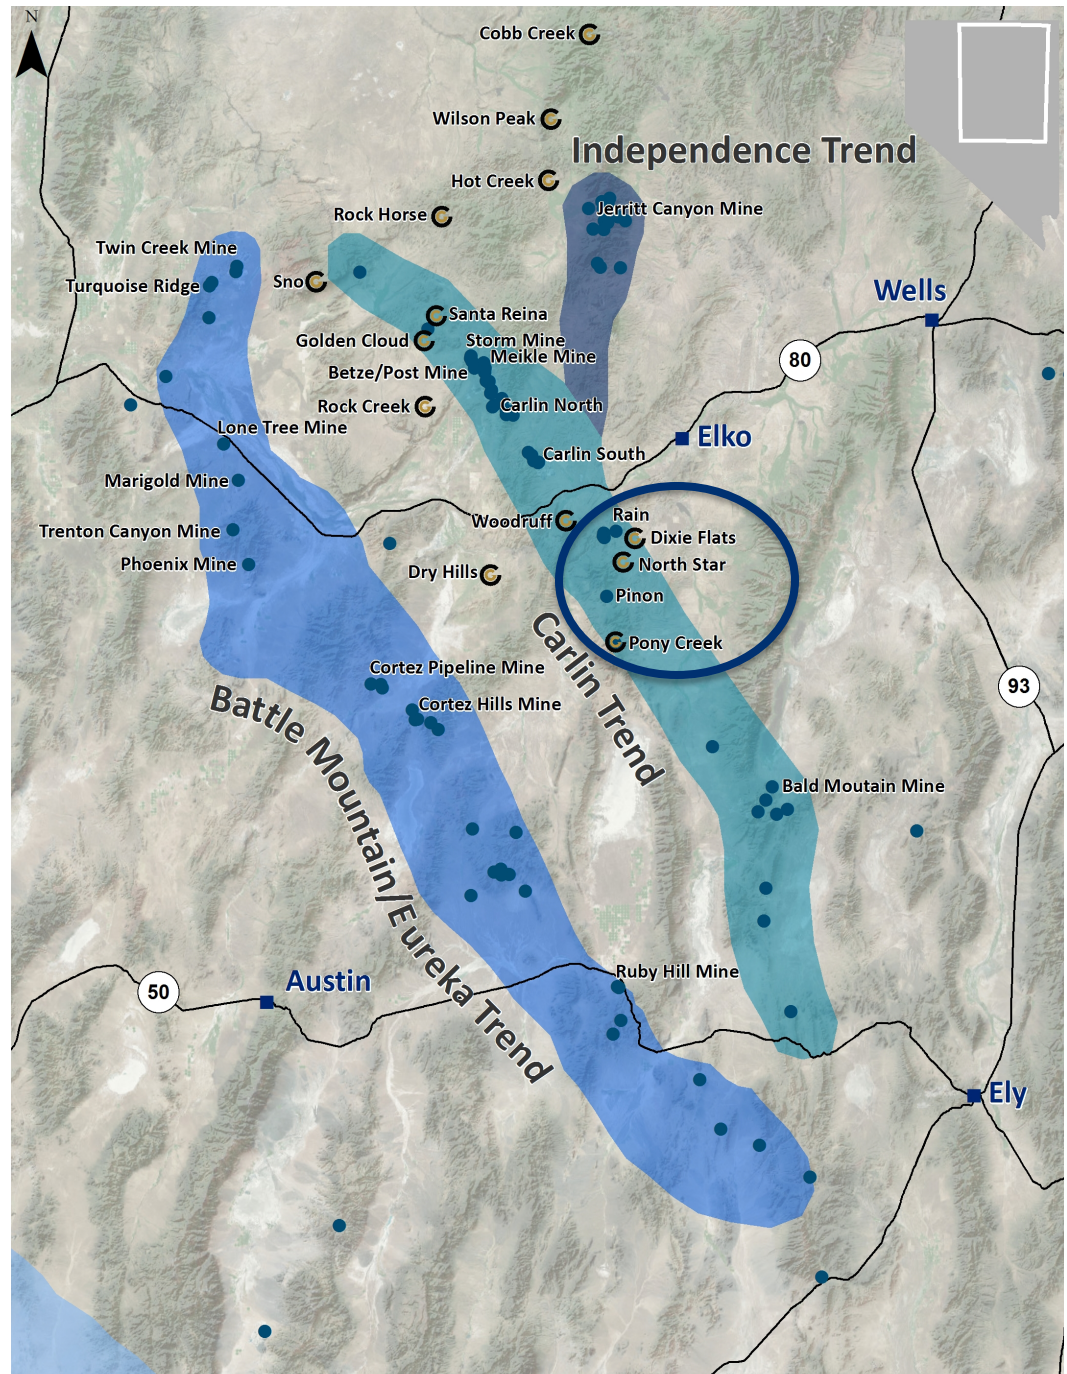 N
Cobb Creek
Wilson Peak
Independence Trend
Hot Creek
Jerritt Canyon Mine
Rock Horse
Twin Creek Mine
Sno
Turquoise Ridge
Wells
Santa Reina
Golden Cloud
Storm Mine
Meikle Mine
80
Betze/Post Mine
Rock Creek
Carlin North
Lone Tree Mine
Elko
Carlin South
Marigold Mine
Rain
Woodruff
Trenton Canyon Mine
Dixie Flats
Phoenix Mine
North Star
Dry Hills
Pinon
Pony Creek
Carlin Trend
Cortez Pipeline Mine
93
Cortez Hills Mine
Battle Mountain/Eureka Trend
Bald Moutain Mine
Ruby Hill Mine
Austin
50
Ely